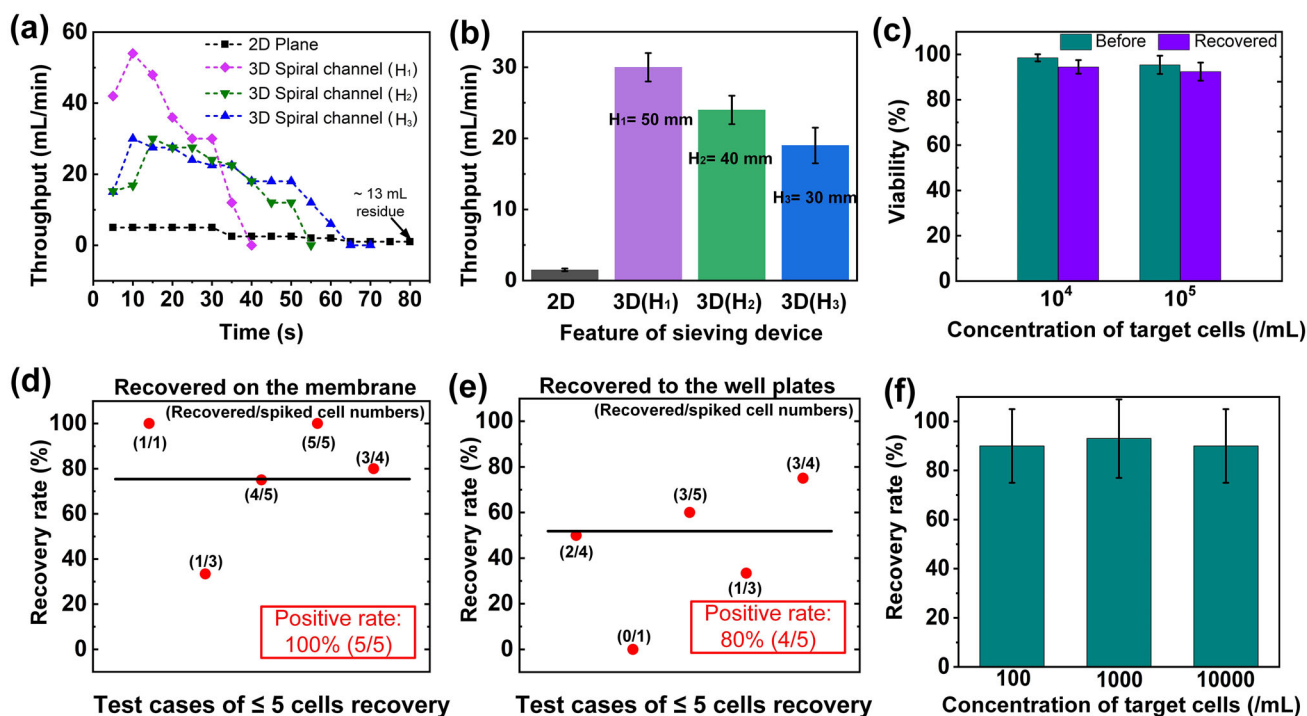 (a)
Throughput (mL/min)
60
40
20
0
2D Plane
3D Spiral channel (H₁)
3D Spiral channel (H₂)
3D Spiral channel (H₃)
~ 13 mL
residue
0 10 20 30 40 50 60 70 80
Time (s)
(b)
Throughput (mL/min)
30
20
10
0
H₁= 50 mm
H₂= 40 mm
H₃= 30 mm
2D 3D(H₁) 3D(H₂) 3D(H₃)
Feature of sieving device
(c)
Viability (%)
100
80
60
40
20
0
Before Recovered
10⁴ 10⁵
Concentration of target cells (/mL)
(d)
Recovered on the membrane
(Recovered/spiked cell numbers)
Recovery rate (%)
100
80
60
40
20
0
(1/1)
(5/5)
(3/4)
(4/5)
(1/3)
Positive rate:
100% (5/5)
Test cases of ≤ 5 cells recovery
(e)
Recovered to the well plates
(Recovered/spiked cell numbers)
Recovery rate (%)
100
80
60
40
20
0
(3/4)
(3/5)
(2/4)
(1/3)
(0/1)
Positive rate:
80% (4/5)
Test cases of ≤ 5 cells recovery
(f)
Recovery rate (%)
100
80
60
40
20
0
100 1000 10000
Concentration of target cells (/mL)